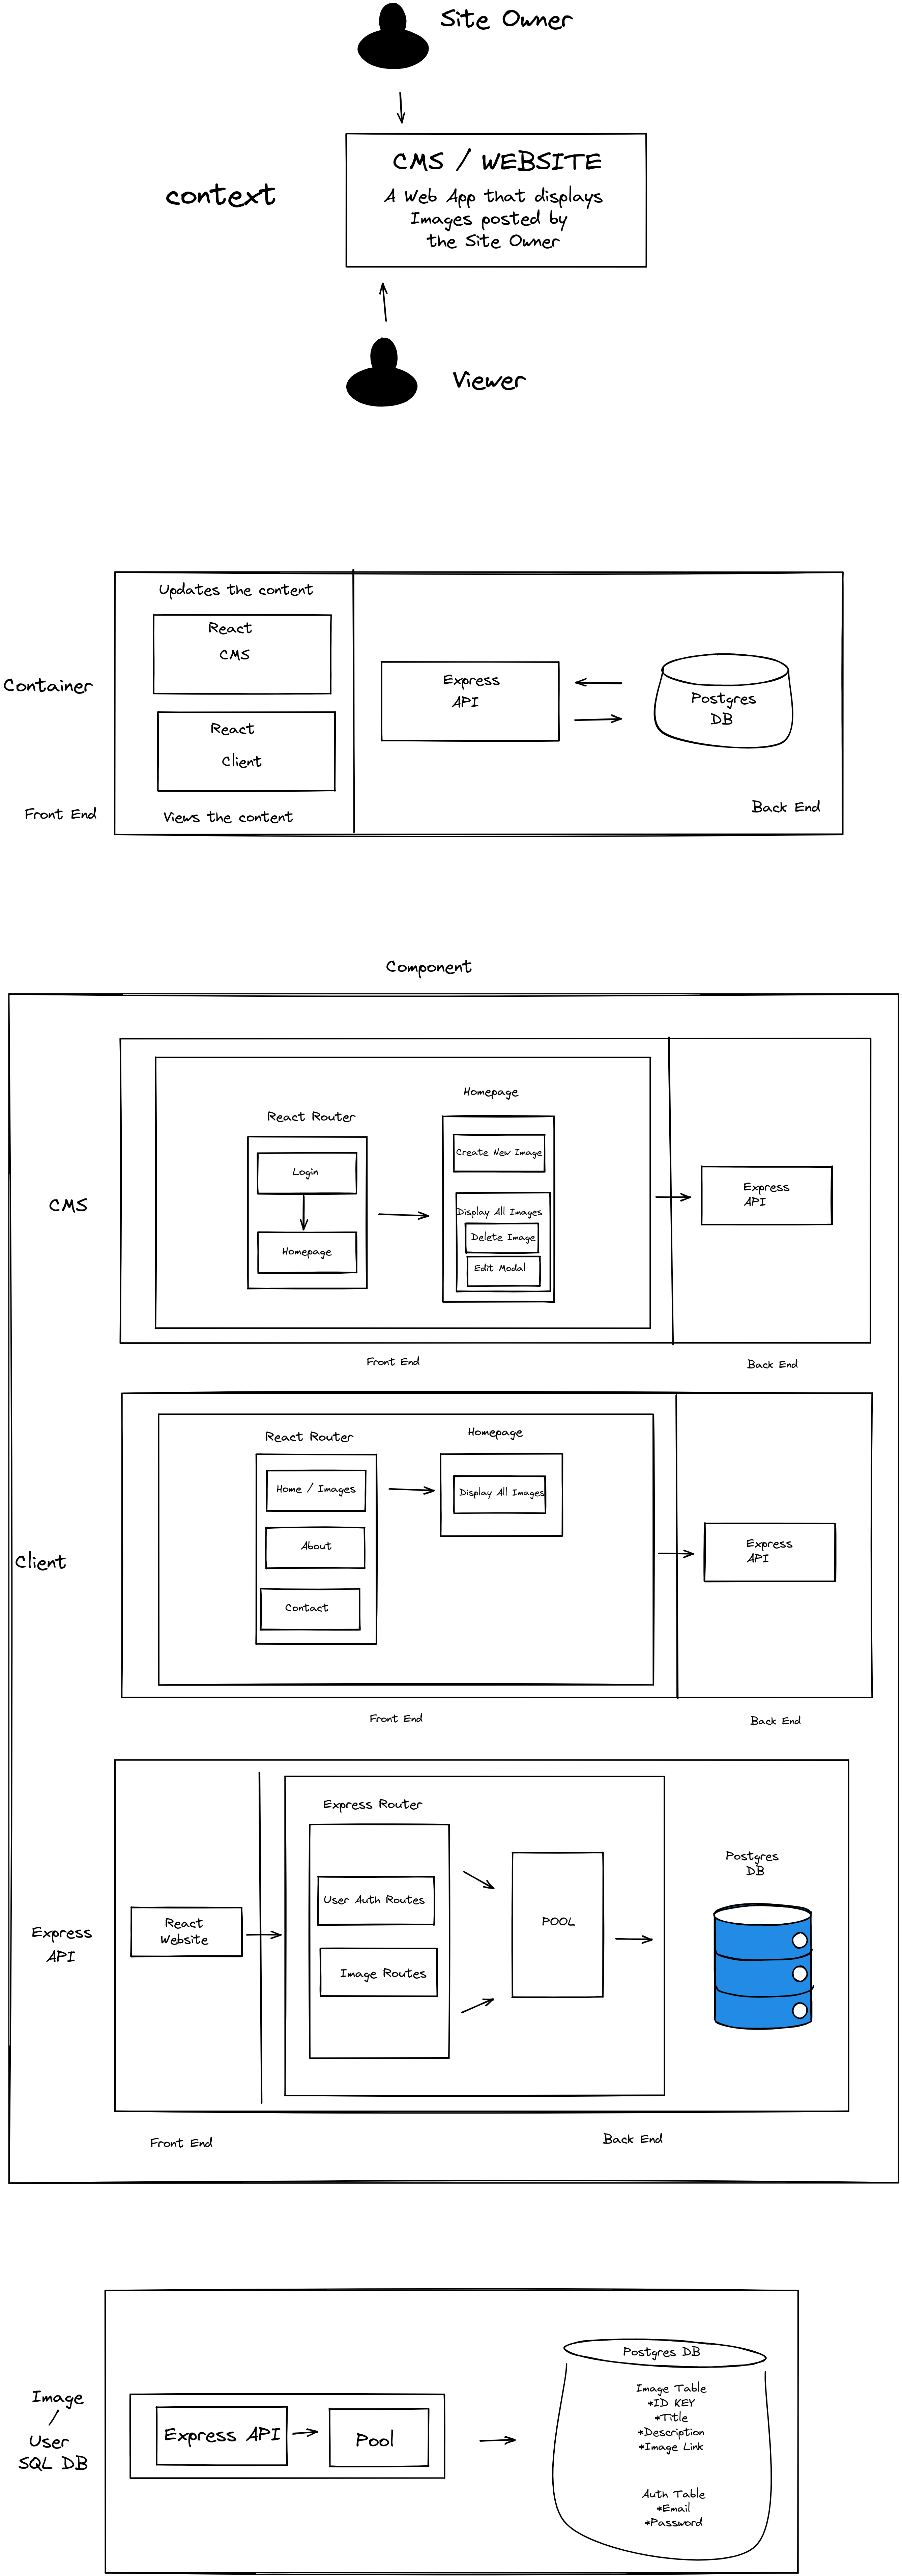 Site Owner
CMS / WEBSITE
A Web App that displays
Images posted by
the Site Owner
context
Viewer
Updates the content
React
CMS
React
Client
Views the content
Container
Front End
Express
API
Postgres
DB
Back End
Component
CMS
React Router
Login
Homepage
Homepage
Create New Image
Display All Images
Delete Image
Edit Modal
Express
API
Front End
Back End
Client
React Router
Home / Images
About
Contact
Homepage
Display All Images
Express
API
Front End
Back End
Express
API
React
Website
Express Router
User Auth Routes
Image Routes
POOL
Postgres
DB
Front End
Back End
Image
/
User
SQL DB
Express API
Pool
Postgres DB
Image Table
*ID KEY
*Title
*Description
*Image Link
Auth Table
*Email
*Password